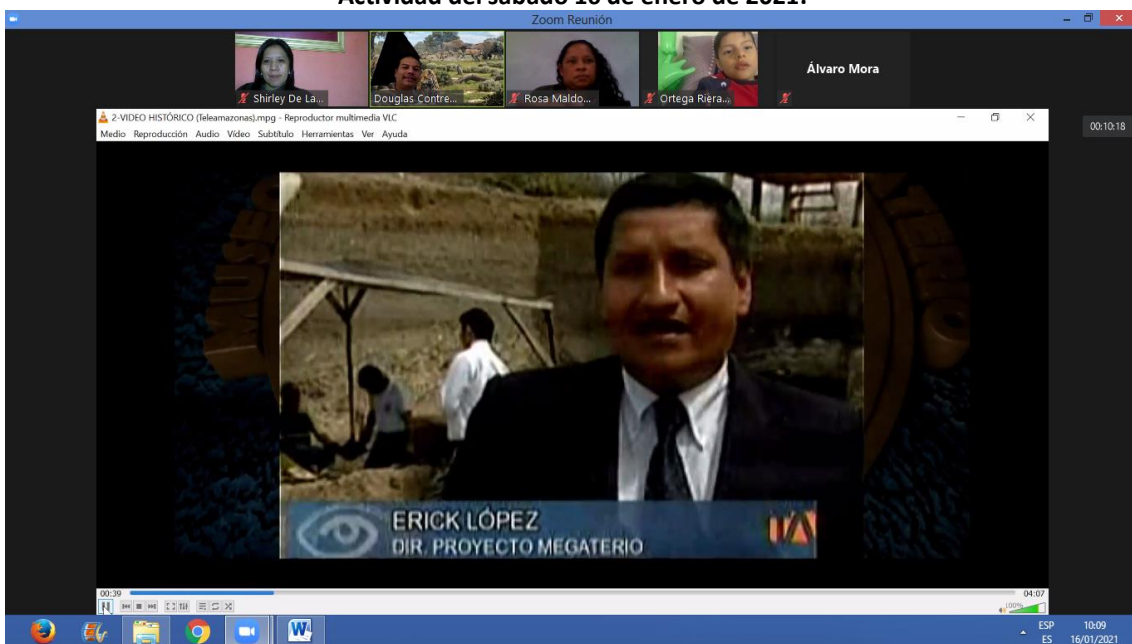 Actividad del sábado 16 de enero de 2021.
Zoom Reunión
Shirley De La...
Douglas Contre...
Rosa Maldo...
Ortega Riera...
Álvaro Mora
2-VIDEO HISTÓRICO (Teleamazonas).mpg - Reproductor multimedia VLC
Medio Reproducción Audio Vídeo Subtítulo Herramientas Ver Ayuda
00:10:18
MUSEO
ERICK LÓPEZ
DIR. PROYECTO MEGATERIO
00:39
04:07
100%
ESP
10:09
ES
16/01/2021